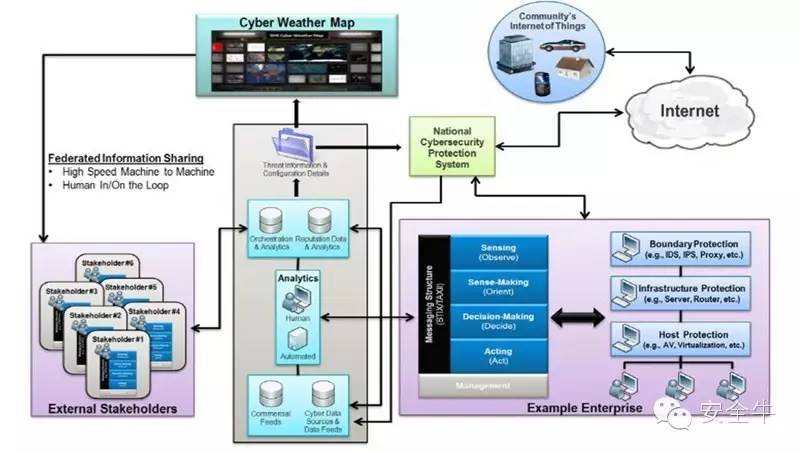 Cyber Weather Map
Community's
Internet of Things
Internet
National
Cybersecurity
Protection
System
Federated Information Sharing
• High Speed Machine to Machine
• Human In/On the Loop
Threat Information &
Configuration Details
Orchestration
& Analytics
Reputation Data
& Analytics
Analytics
Human
Automated
Commercial
Feeds
Cyber Data
Sources &
Data Feeds
Stakeholder #6
Stakeholder #5
Stakeholder #3
Stakeholder #4
Stakeholder #2
Stakeholder #1
External Stakeholders
Messaging Structure
(STIX/TAXII)
Sensing
(Observe)
Sense-Making
(Orient)
Decision-Making
(Decide)
Acting
(Act)
Management
Boundary Protection
(e.g., IDS, IPS, Proxy, etc.)
Infrastructure Protection
(e.g., Server, Router, etc.)
Host Protection
(e.g., AV, Virtualization, etc.)
Example Enterprise
安全牛